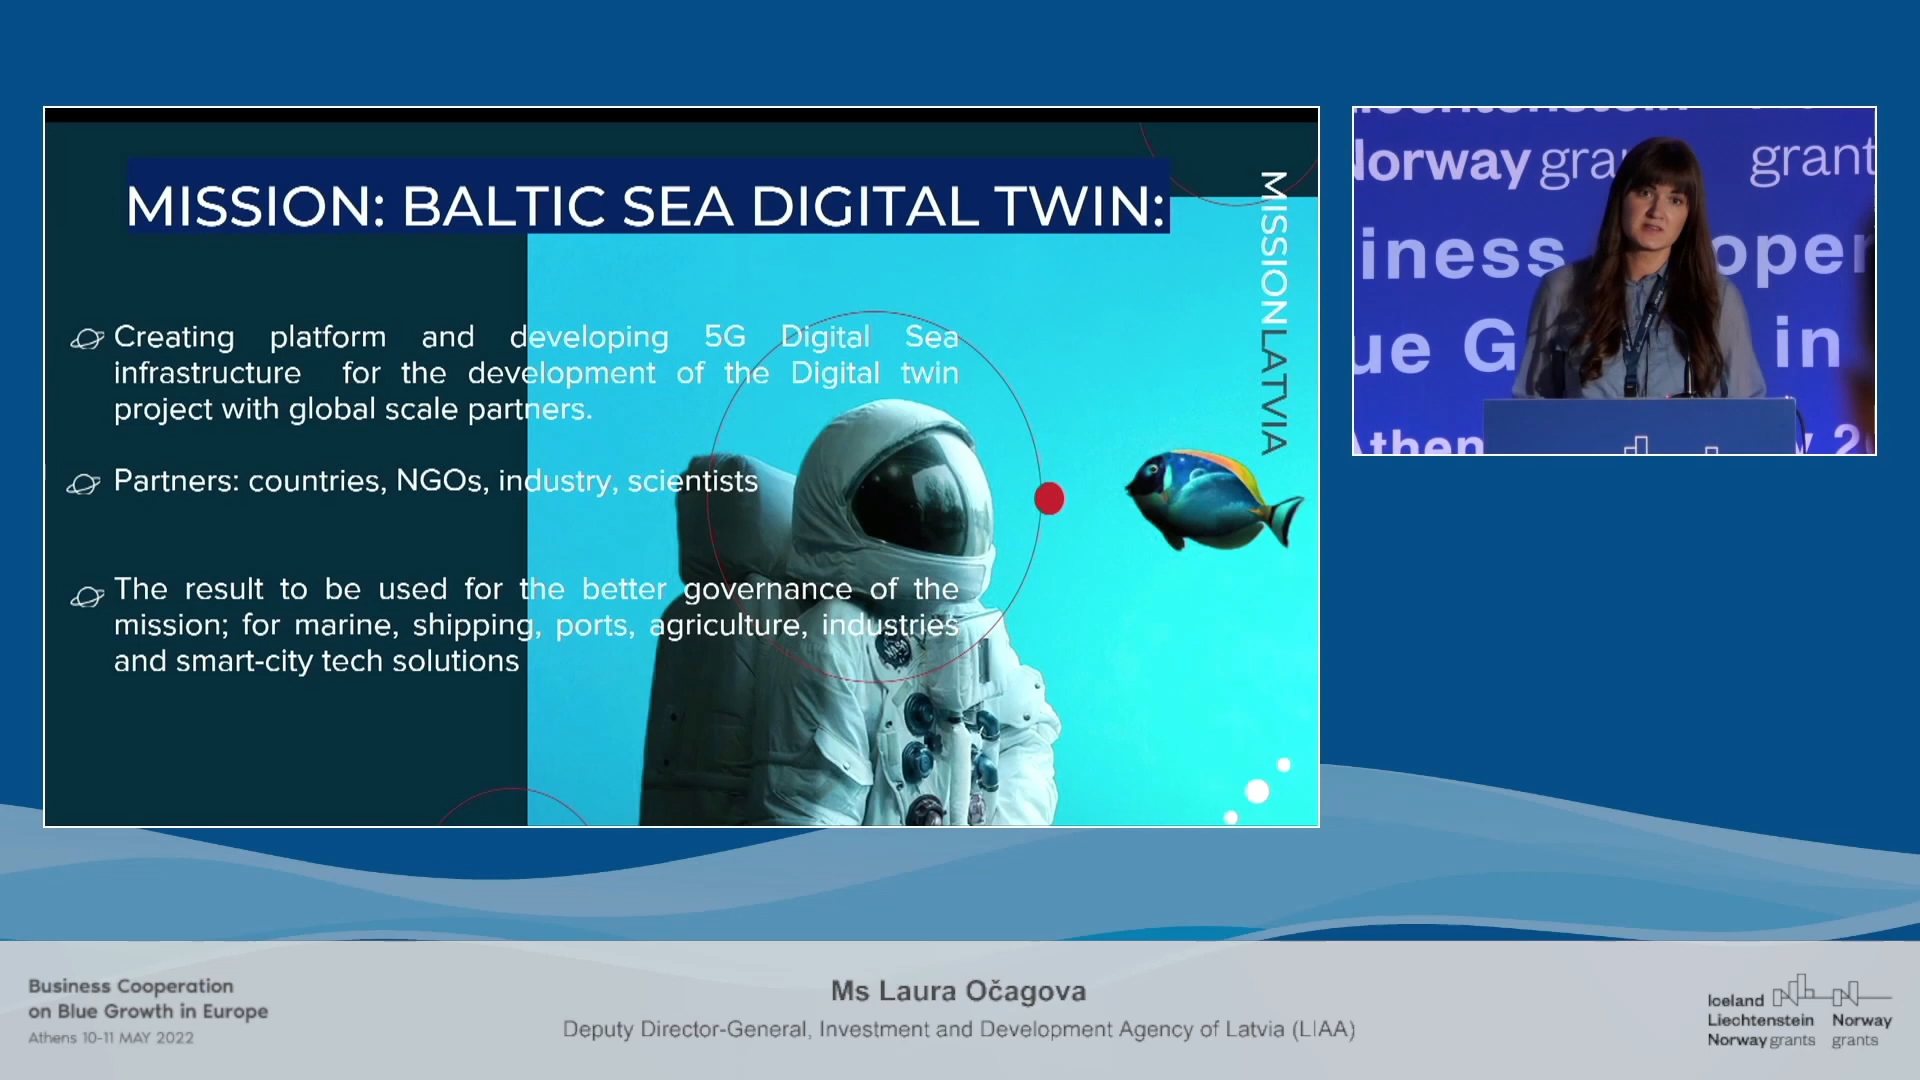 MISSION: BALTIC SEA DIGITAL TWIN:
Creating platform and developing 5G Digital Sea
infrastructure for the development of the Digital twin
project with global scale partners.
Partners: countries, NGOs, industry, scientists
The result to be used for the better governance of the
mission; for marine, shipping, ports, agriculture, industries
and smart-city tech solutions
MISSION LATVIA
Norway grants
grant
iness
oper
ue G
in
Athen
Business Cooperation
on Blue Growth in Europe
Athens 10-11 MAY 2022
Ms Laura Očagova
Deputy Director-General, Investment and Development Agency of Latvia (LIAA)
Iceland
Liechtenstein
Norway grants
Norway
grants